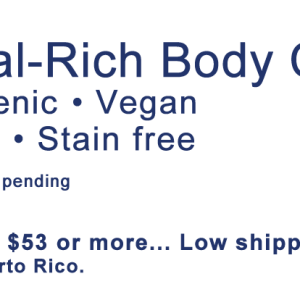 al-Rich Body
enic • Vegan
• Stain free
pending
$53 or more... Low shipp
rto Rico.